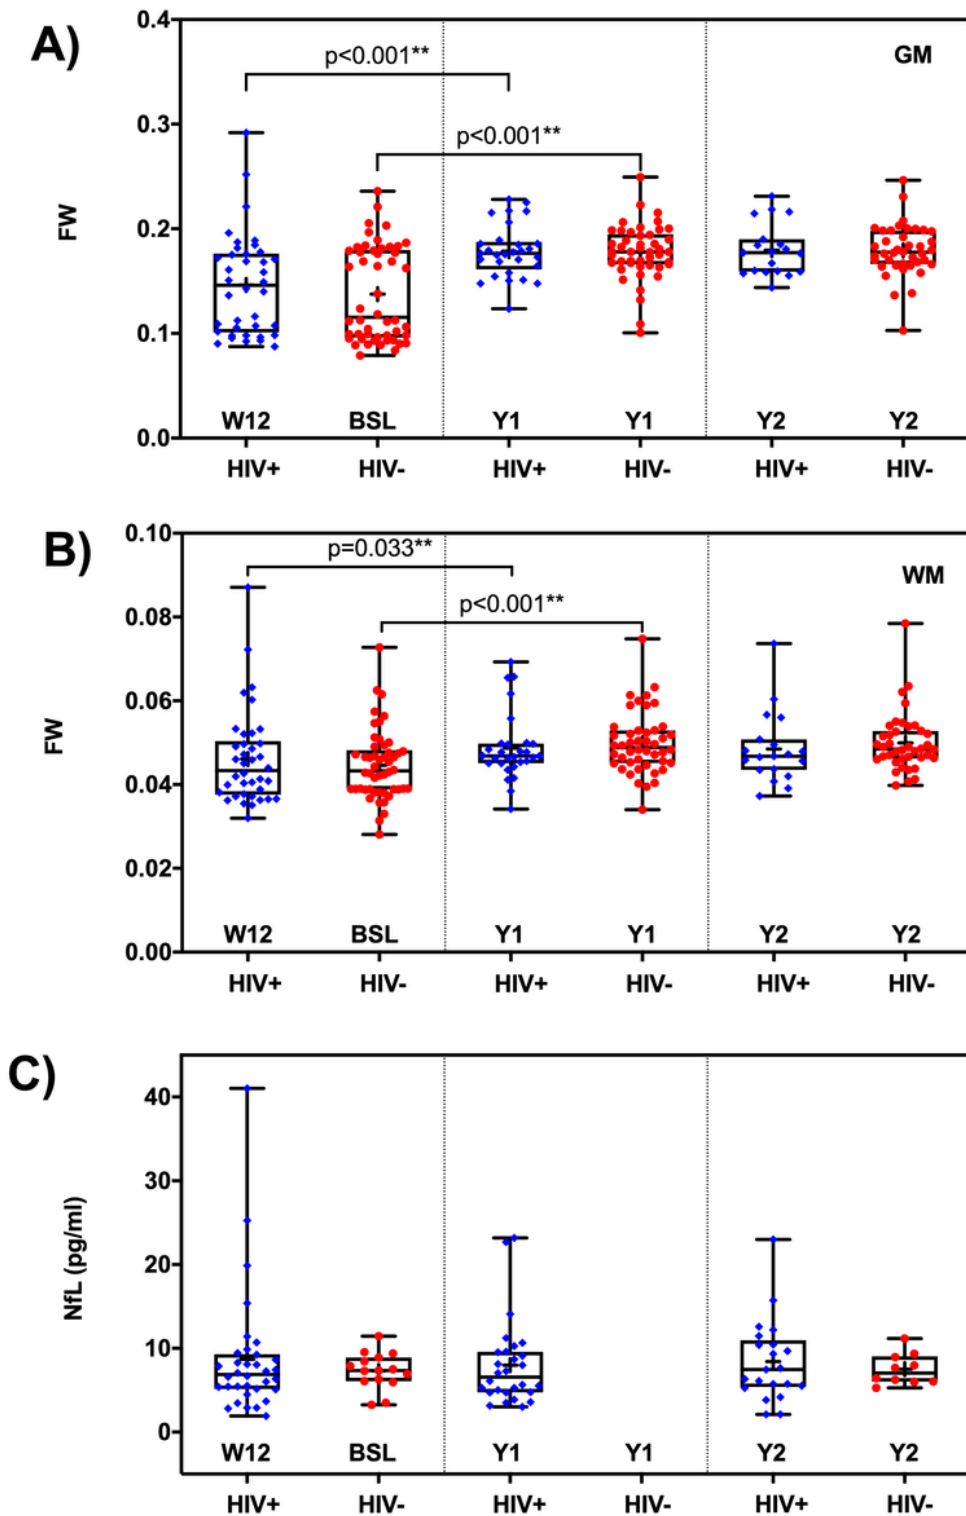 A)
0.4
p<0.001**
GM
0.3
p<0.001**
FW
0.2
0.1
W12 BSL Y1 Y1 Y2 Y2
0.0
HIV+ HIV- HIV+ HIV- HIV+ HIV-
B)
0.10
p=0.033**
WM
p<0.001**
0.08
0.06
FW
0.04
0.02
W12 BSL Y1 Y1 Y2 Y2
0.00
HIV+ HIV- HIV+ HIV- HIV+ HIV-
C)
40
30
NfL (pg/ml)
20
10
0
W12 BSL Y1 Y1 Y2 Y2
HIV+ HIV- HIV+ HIV- HIV+ HIV-